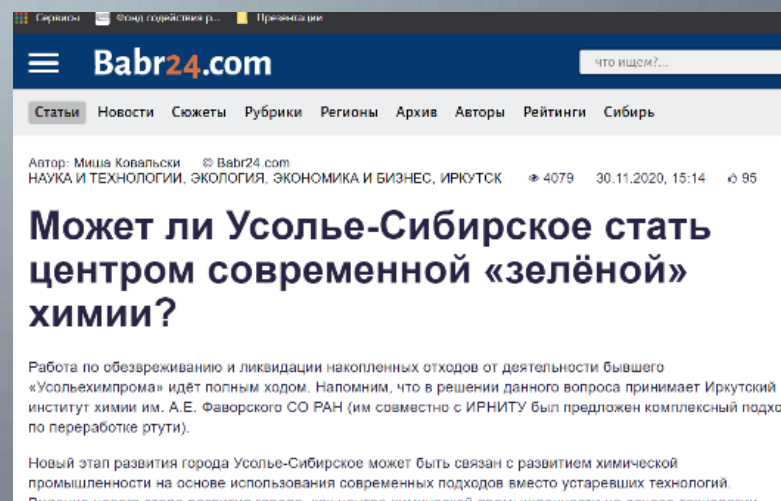 Сервисы Фонд содействия р... Презентации
Babr24.com
что ищем?...
Статьи Новости Сюжеты Рубрики Регионы Архив Авторы Рейтинги Сибирь
Автор: Миша Ковальски © Babr24.com
НАУКА И ТЕХНОЛОГИИ, ЭКОЛОГИЯ, ЭКОНОМИКА И БИЗНЕС, ИРКУТСК 4079 30.11.2020, 15:14 95
Может ли Усолье-Сибирское стать
центром современной «зелёной»
химии?
Работа по обезвреживанию и ликвидации накопленных отходов от деятельности бывшего
«Усольехимпрома» идёт полным ходом. Напомним, что в решении данного вопроса принимает Иркутский
институт химии им. А.Е. Фаворского СО РАН (им совместно с ИРНИТУ был предложен комплексный подхо
по переработке ртути).
Новый этап развития города Усолье-Сибирское может быть связан с развитием химической
промышленности на основе использования современных подходов вместо устаревших технологий.